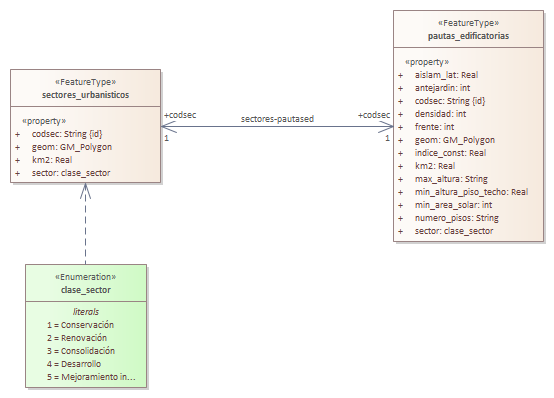 «FeatureType»
sectores_urbanisticos
«property»
+ codsec: String {id}
+ geom: GM_Polygon
+ km2: Real
+ sector: clase_sector
+codsec
1
sectores-pautased
+codsec
1
«FeatureType»
pautas_edificatorias
«property»
+ aislam_lat: Real
+ antejardin: int
+ codsec: String {id}
+ densidad: int
+ frente: int
+ geom: GM_Polygon
+ indice_const: Real
+ km2: Real
+ max_altura: String
+ min_altura_piso_techo: Real
+ min_area_solar: int
+ numero_pisos: String
+ sector: clase_sector
«Enumeration»
clase_sector
literals
1 = Conservación
2 = Renovación
3 = Consolidación
4 = Desarrollo
5 = Mejoramiento in...